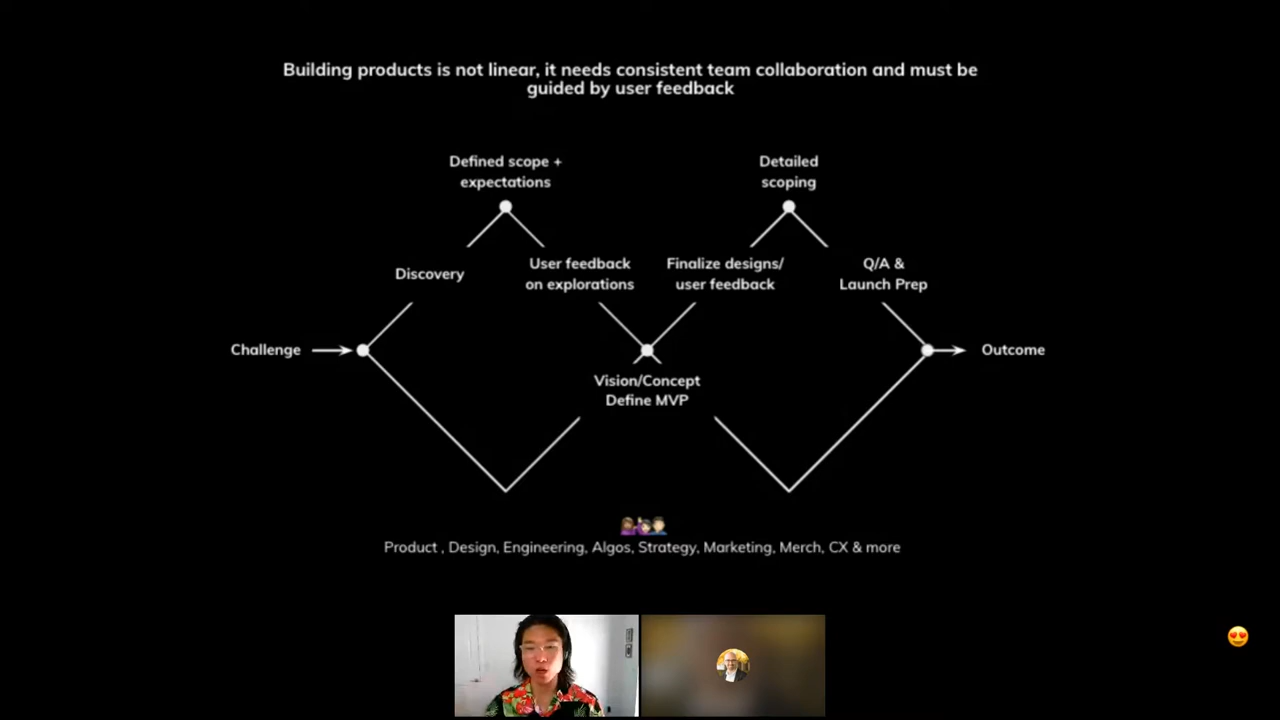 Building products is not linear, it needs consistent team collaboration and must be
guided by user feedback
Defined scope +
expectations
Detailed
scoping
Discovery
User feedback
on explorations
Finalize designs/
user feedback
Q/A &
Launch Prep
Challenge
Outcome
Vision/Concept
Define MVP
Product , Design, Engineering, Algos, Strategy, Marketing, Merch, CX & more